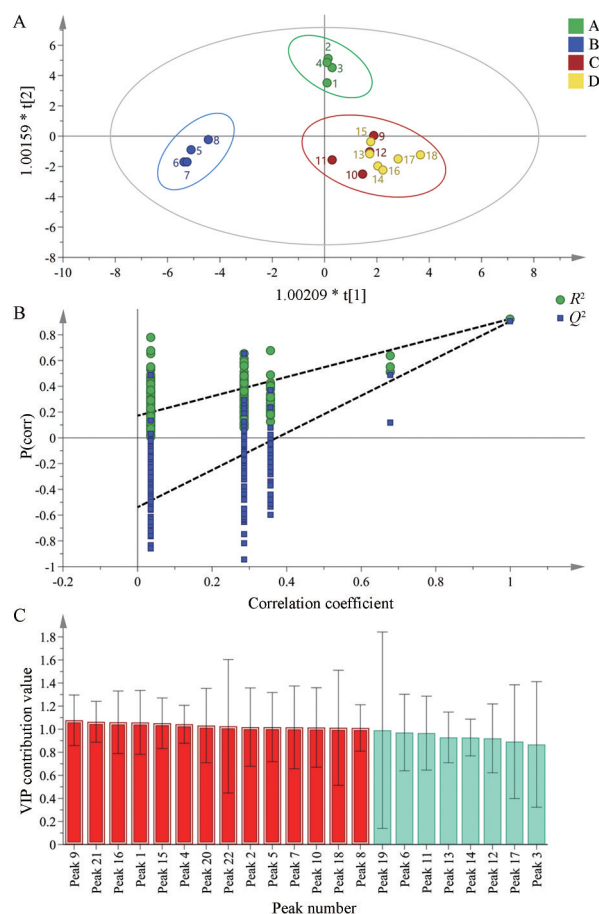 A
A
B
C
D
1.00159 * t[2]
6
4
2
0
-2
-4
-6
-8
2
4
3
1
8
5
6
7
15
9
13
12
11
10
17
18
14
16
-10
-8
-6
-4
-2
0
2
4
6
8
1.00209 * t[1]
B
R²
Q²
P(corr)
0.8
0.6
0.4
0.2
0
-0.2
-0.4
-0.6
-0.8
-1
-0.2
0
0.2
0.4
0.6
0.8
1
Correlation coefficient
C
VIP contribution value
1.8
1.6
1.4
1.2
1.0
0.8
0.6
0.4
0.2
0
Peak 9
Peak 21
Peak 16
Peak 1
Peak 15
Peak 4
Peak 20
Peak 22
Peak 2
Peak 5
Peak 7
Peak 10
Peak 18
Peak 8
Peak 19
Peak 6
Peak 11
Peak 13
Peak 14
Peak 12
Peak 17
Peak 3
Peak number